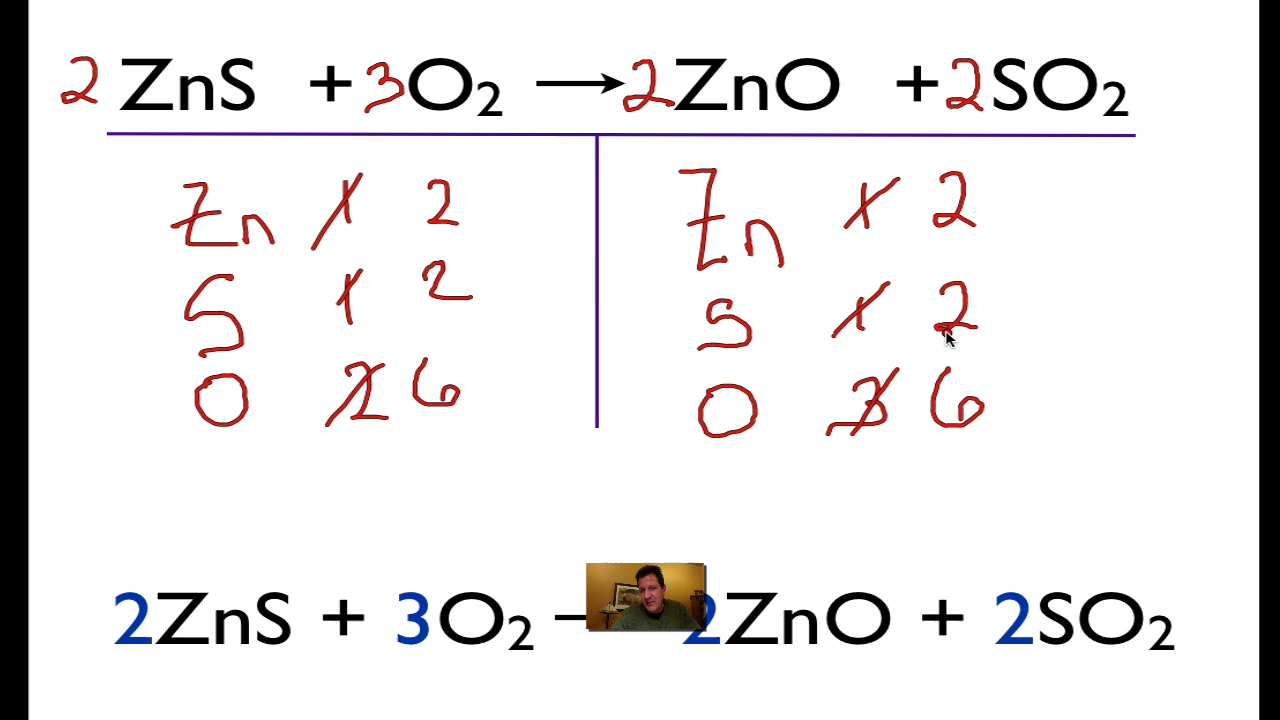 2 ZnS + 3O₂ → 2ZnO + 2SO₂
Zn 1 2 Zn 1 2
S 1 2 S 1 2
O 2 6 O 3 6
2ZnS + 3O₂ – 2ZnO + 2SO₂